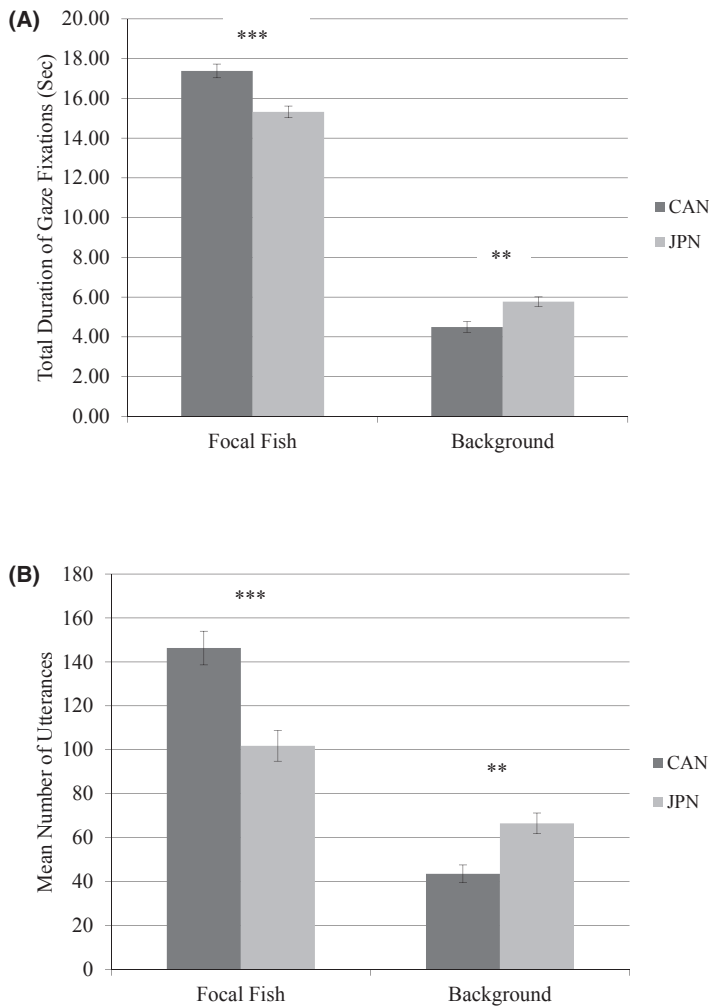 (A)
Total Duration of Gaze Fixations (Sec)
20.00
18.00
16.00
14.00
12.00
10.00
8.00
6.00
4.00
2.00
0.00
***
**
Focal Fish
Background
CAN
JPN
(B)
Mean Number of Utterances
180
160
140
120
100
80
60
40
20
0
***
**
Focal Fish
Background
CAN
JPN